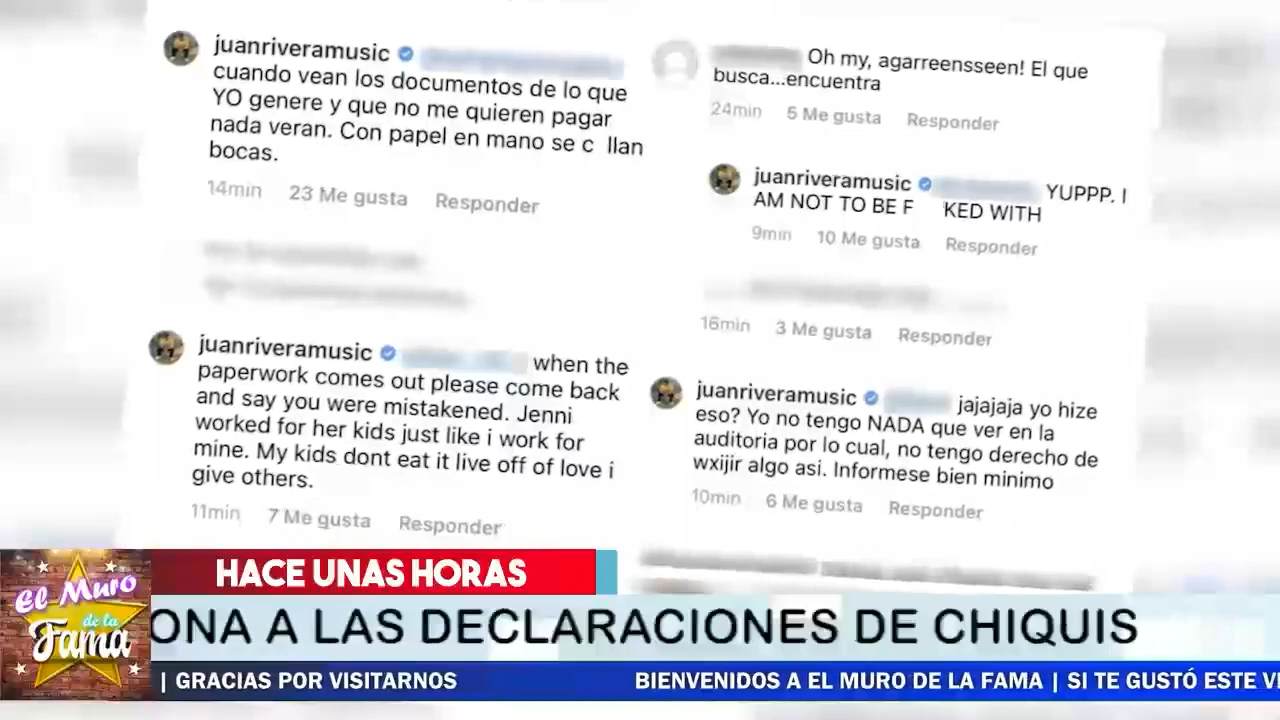 juanriveramusic
cuando vean los documentos de lo que
YO genere y que no me quieren pagar
nada veran. Con papel en mano se c llan
bocas.
14min 23 Me gusta Responder
juanriveramusic when the
paperwork comes out please come back
and say you were mistakened. Jenni
worked for her kids just like i work for
mine. My kids dont eat it live off of love i
give others.
11min 7 Me gusta Responder
Oh my, agarreensseen! El que
busca...encuentra
24min 5 Me gusta Responder
juanriveramusic YUPPP. I
AM NOT TO BE F KED WITH
9min 10 Me gusta Responder
16min 3 Me gusta Responder
juanriveramusic jajajaja yo hize
eso? Yo no tengo NADA que ver en la
auditoria por lo cual, no tengo derecho de
wxijir algo asi. Informese bien minimo
10min 6 Me gusta Responder
HACE UNAS HORAS
El Muro
de la
Fama
ONA A LAS DECLARACIONES DE CHIQUIS
| GRACIAS POR VISITARNOS BIENVENIDOS A EL MURO DE LA FAMA | SI TE GUSTÓ ESTE